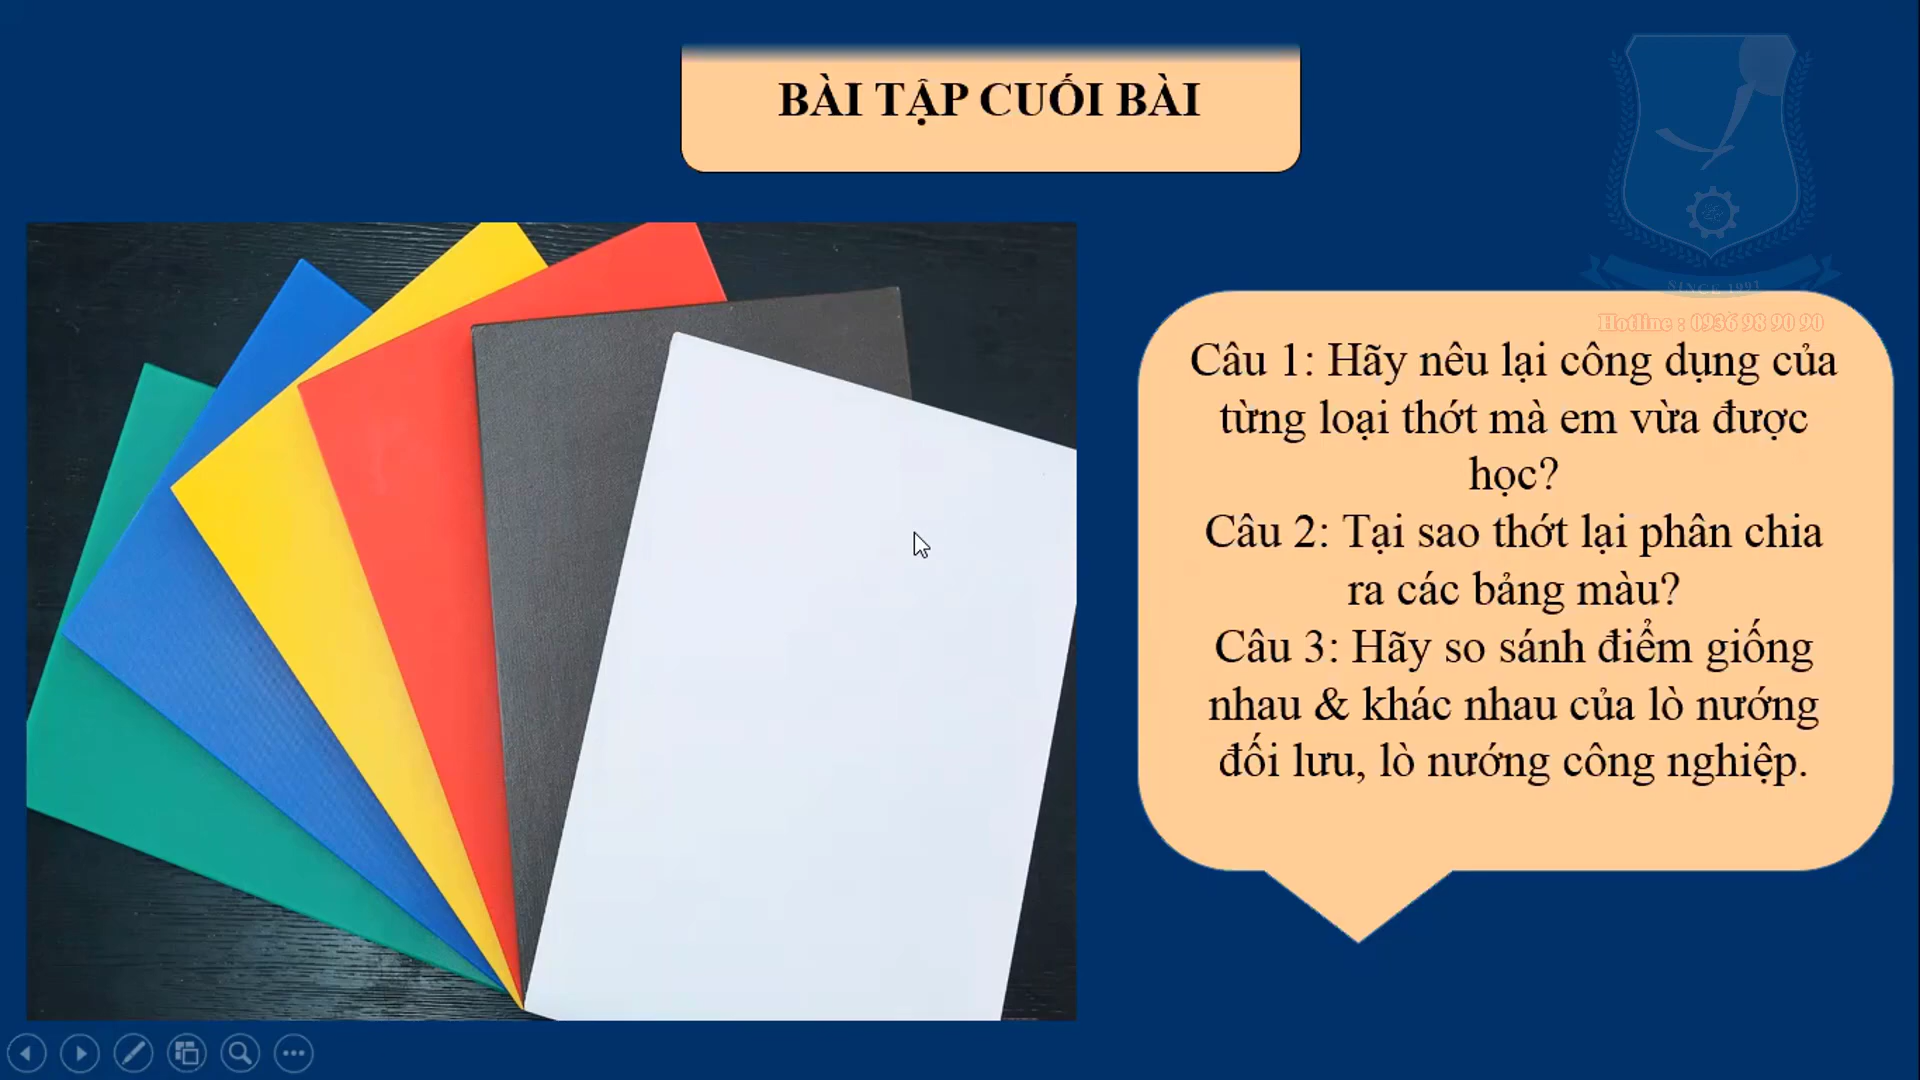 BÀI TẬP CUỐI BÀI
SINCE 1991
Hotline : 0936 98 90 90
Câu 1: Hãy nêu lại công dụng của
từng loại thớt mà em vừa được
học?
Câu 2: Tại sao thớt lại phân chia
ra các bảng màu?
Câu 3: Hãy so sánh điểm giống
nhau & khác nhau của lò nướng
đối lưu, lò nướng công nghiệp.